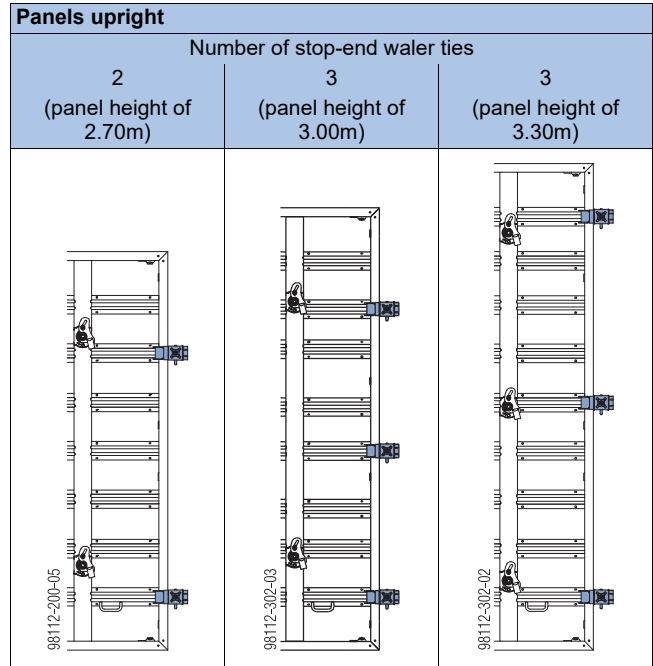 Panels upright
Number of stop-end waler ties
2
(panel height of
2.70m)
3
(panel height of
3.00m)
3
(panel height of
3.30m)
98112-200-05
98112-302-03
98112-302-02